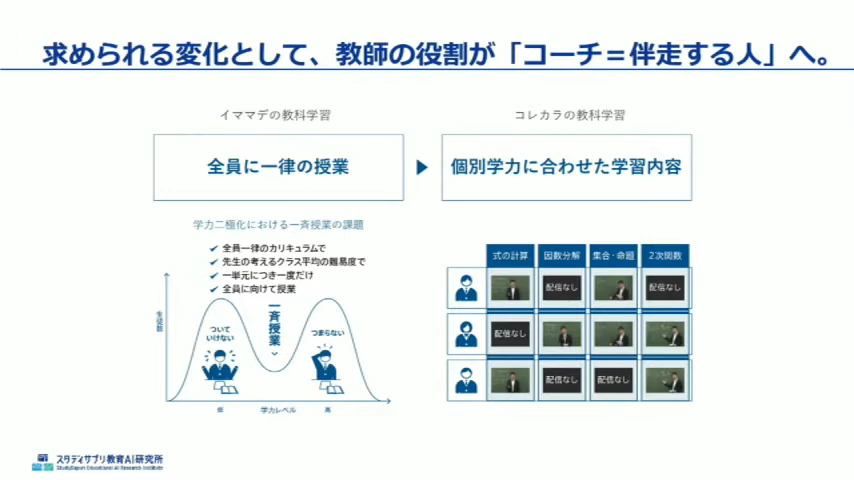 求められる変化として、教師の役割が「コーチ＝伴走する人」へ。
イママデの教科学習
全員に一律の授業
コレカラの教科学習
個別学力に合わせた学習内容
学力二極化における一斉授業の課題
全員一律のカリキュラムで
先生の考えるクラス平均の難易度で
一単元につき一度だけ
全員に向けて授業
生徒数
ついて
いけない
一斉授業
つまらない
低
学力レベル
高
式の計算 因数分解 集合・命題 2次関数
配信なし 配信なし
配信なし
配信なし 配信なし
スタディサプリ教育AI研究所
StudySapuri Educational AI Research Institute